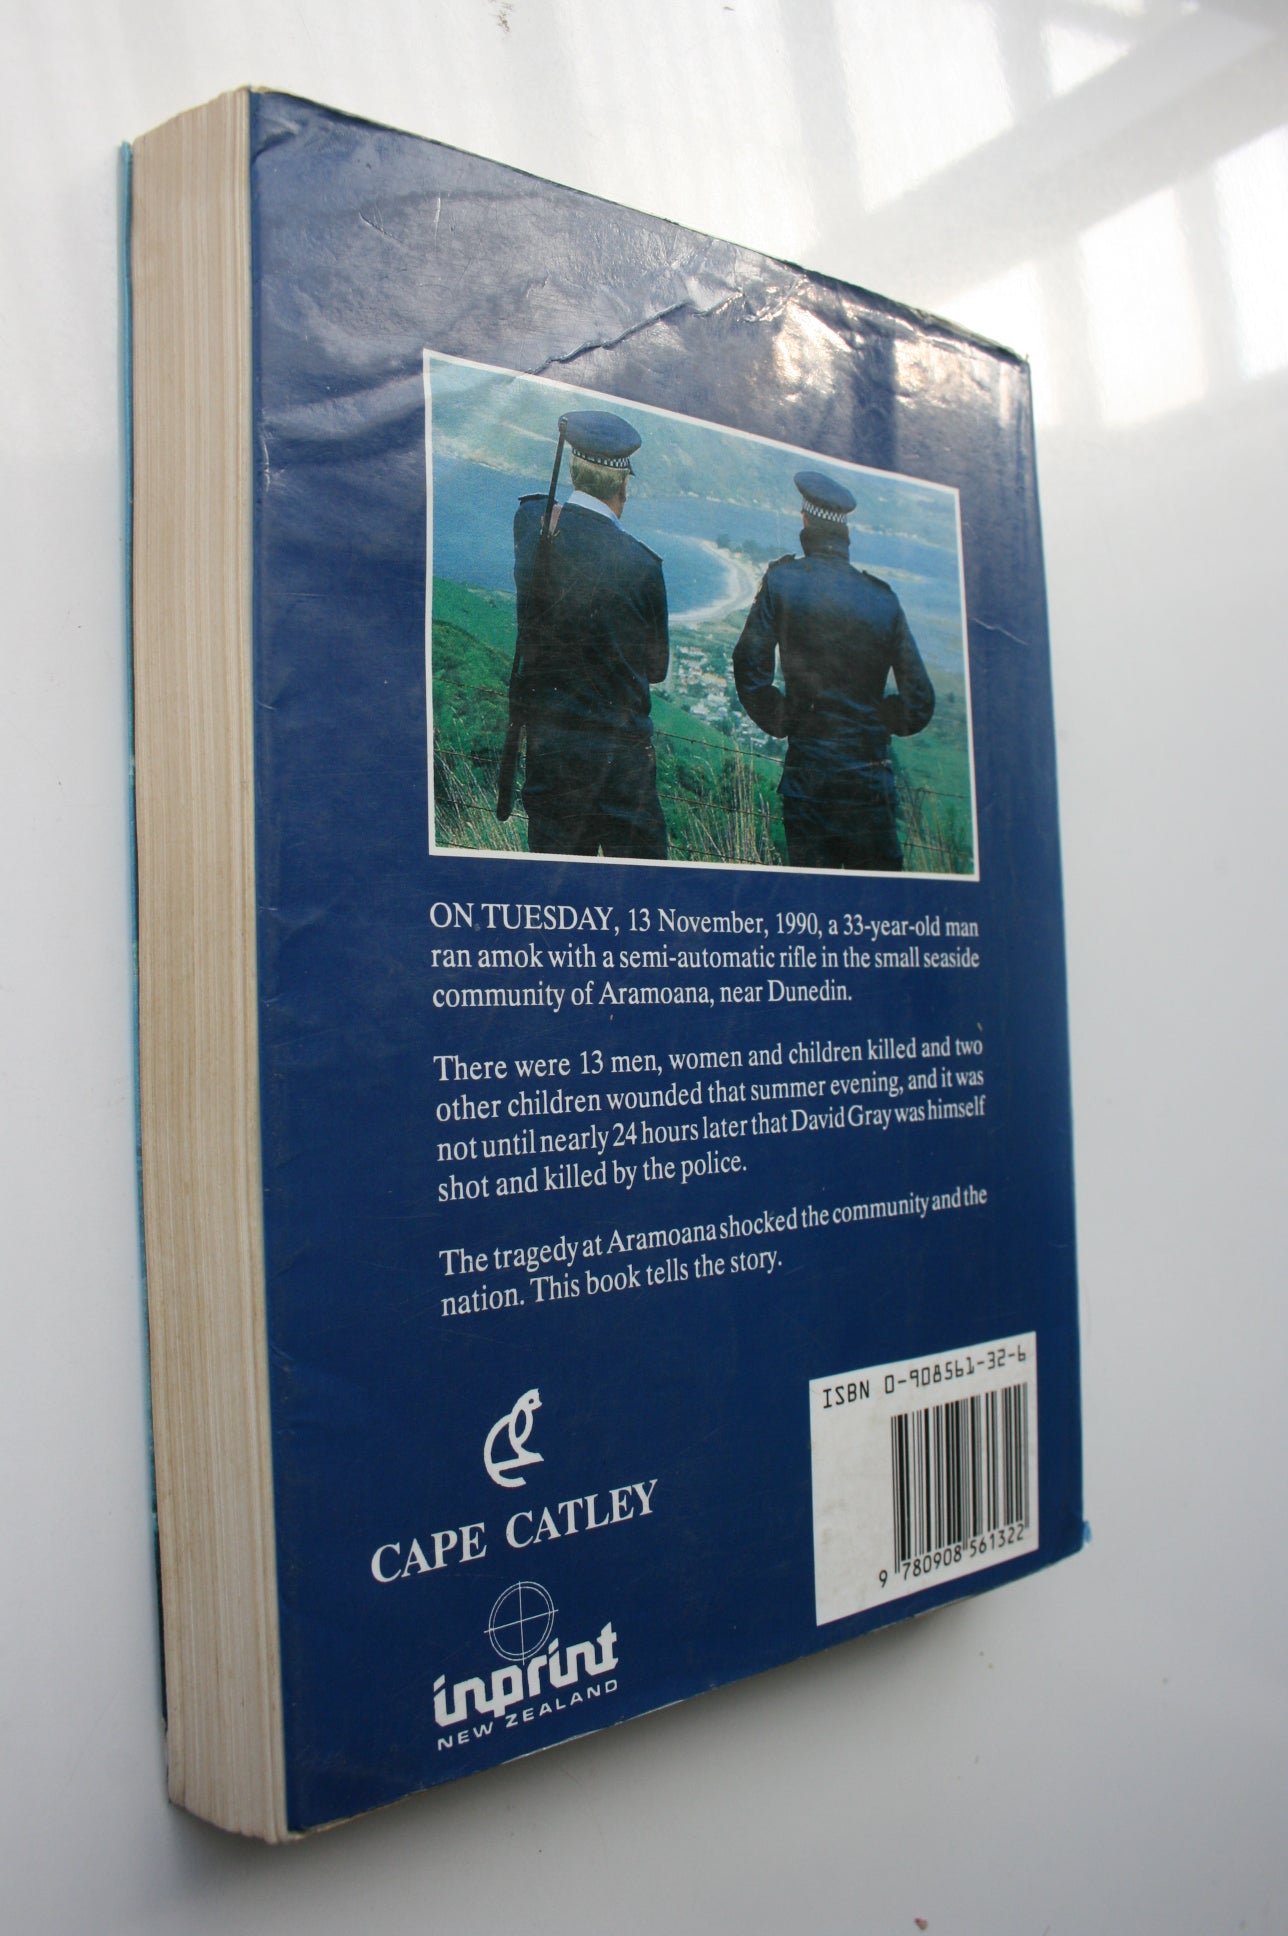 ON TUESDAY, 13 November, 1990, a 33-year-old man
ran amok with a semi-automatic rifle in the small seaside
community of Aramoana, near Dunedin.
There were 13 men, women and children killed and two
other children wounded that summer evening, and it was
not until nearly 24 hours later that David Gray was himself
shot and killed by the police.
The tragedy at Aramoana shocked the community and the
nation. This book tells the story.
ISBN 0-908561-32-6
9 780908 561322
CAPE CATLEY
inprint
NEW ZEALAND